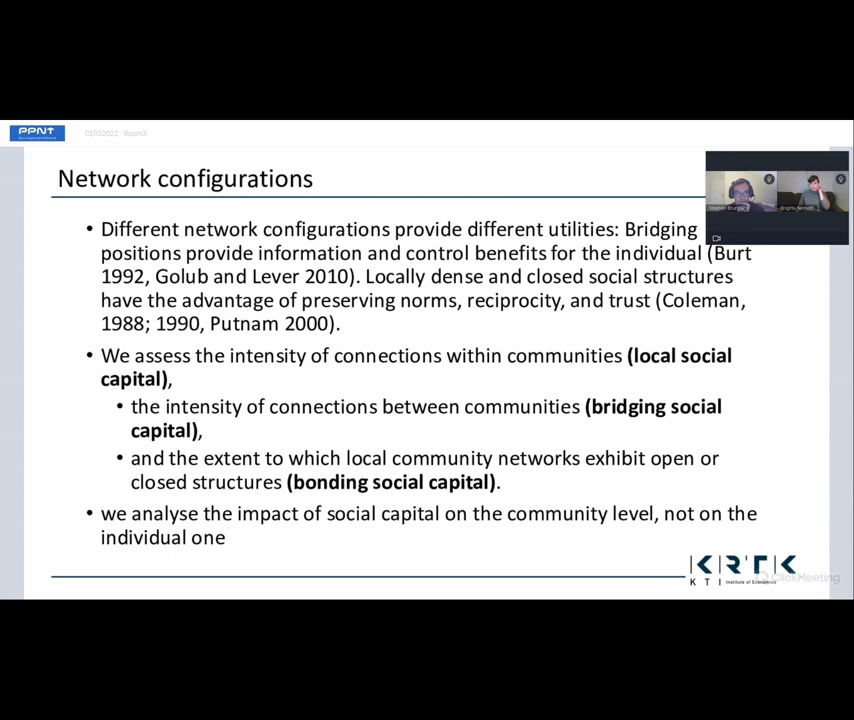 PPNT
CERS2022 - Room3
Network configurations
• Different network configurations provide different utilities: Bridging
positions provide information and control benefits for the individual (Burt
1992, Golub and Lever 2010). Locally dense and closed social structures
have the advantage of preserving norms, reciprocity, and trust (Coleman,
1988; 1990, Putnam 2000).
• We assess the intensity of connections within communities (local social
capital),
• the intensity of connections between communities (bridging social
capital),
• and the extent to which local community networks exhibit open or
closed structures (bonding social capital).
• we analyse the impact of social capital on the community level, not on the
individual one
KRTK
KTI Institute of Economics
ClickMeeting